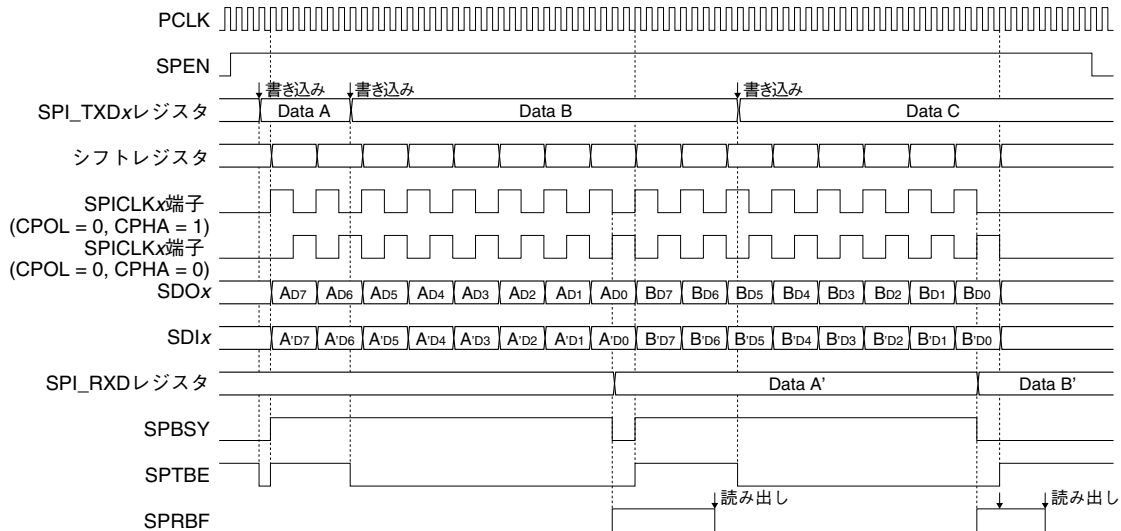 PCLK
SPEN
書き込み 書き込み 書き込み
SPI_TXDxレジスタ Data A Data B Data C
シフトレジスタ
SPICLKx端子
(CPOL = 0, CPHA = 1)
SPICLKx端子
(CPOL = 0, CPHA = 0)
SDOx AD7 AD6 AD5 AD4 AD3 AD2 AD1 AD0 BD7 BD6 BD5 BD4 BD3 BD2 BD1 BD0
SDIx A'D7 A'D6 A'D5 A'D4 A'D3 A'D2 A'D1 A'D0 B'D7 B'D6 B'D5 B'D4 B'D3 B'D2 B'D1 B'D0
SPI_RXDレジスタ Data A' Data B'
SPBSY
SPTBE
読み出し 読み出し
SPRBF